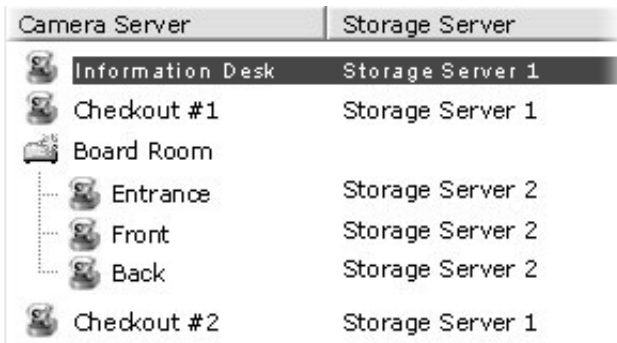 Camera Server Storage Server
Information Desk Storage Server 1
Checkout #1 Storage Server 1
Board Room
Entrance Storage Server 2
Front Storage Server 2
Back Storage Server 2
Checkout #2 Storage Server 1